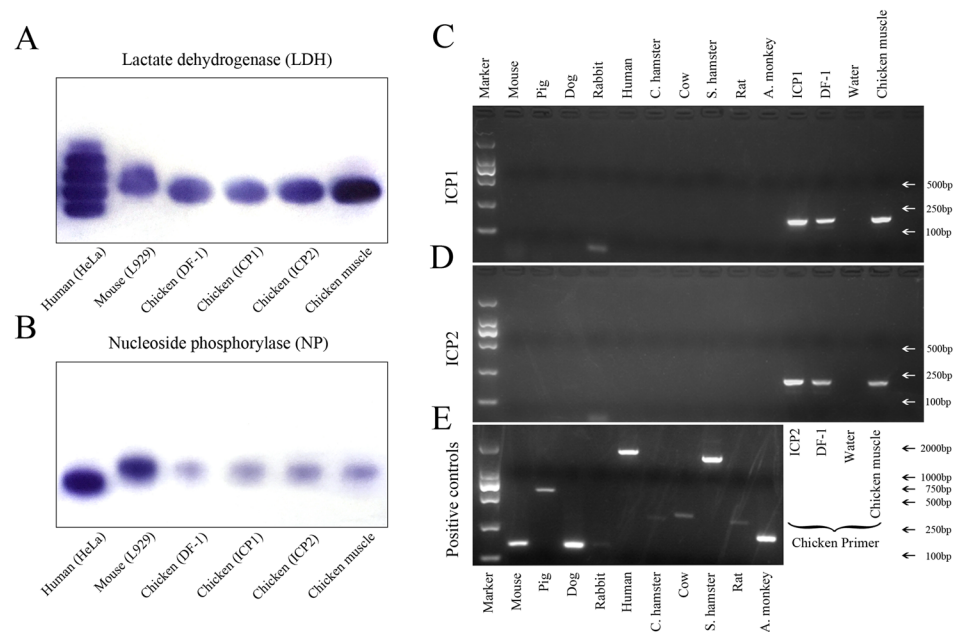 A
Lactate dehydrogenase (LDH)
Human (HeLa)
Mouse (L929)
Chicken (DF-1)
Chicken (ICP1)
Chicken (ICP2)
Chicken muscle
B
Nucleoside phosphorylase (NP)
Human (HeLa)
Mouse (L929)
Chicken (DF-1)
Chicken (ICP1)
Chicken (ICP2)
Chicken muscle
C
Marker
Mouse
Pig
Dog
Rabbit
Human
C. hamster
Cow
S. hamster
Rat
A. monkey
ICP1
DF-1
Water
Chicken muscle
ICP1
500bp
250bp
100bp
D
ICP2
500bp
250bp
100bp
E
Positive controls
ICP2
DF-1
Water
Chicken muscle
Chicken Primer
2000bp
1000bp
750bp
500bp
250bp
100bp
Marker
Mouse
Pig
Dog
Rabbit
Human
C. hamster
Cow
S. hamster
Rat
A. monkey